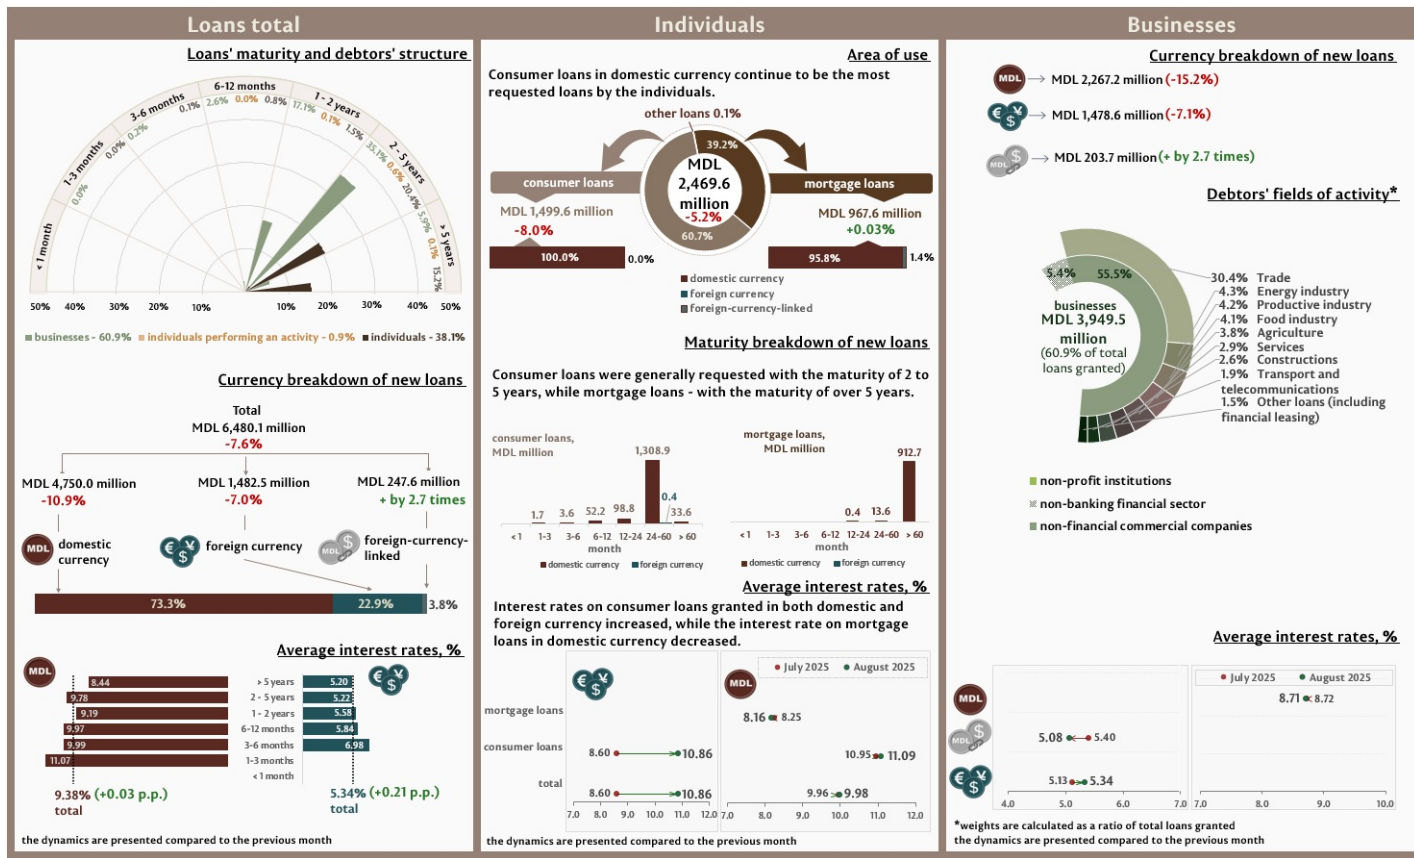 Loans total
Loans' maturity and debtors' structure
< 1 month
1-3 months
3-6 months
6-12 months
1 - 2 years
2 - 5 years
> 5 years
0.0%
0.0%
0.2%
0.1%
2.6%
0.0%
0.8%
17.1%
0.1%
1.5%
35.1%
0.6%
20.4%
5.9%
0.1%
15.2%
50% 40% 30% 20% 10% 10% 20% 30% 40% 50%
businesses - 60.9% individuals performing an activity - 0.9% individuals - 38.1%
Currency breakdown of new loans
Total
MDL 6,480.1 million
-7.6%
MDL 4,750.0 million MDL 1,482.5 million MDL 247.6 million
-10.9% -7.0% + by 2.7 times
MDL domestic currency
€ ¥ $ foreign currency
MDL $ foreign-currency-linked
73.3% 22.9% 3.8%
Average interest rates, %
MDL € ¥ $
8.44 > 5 years 5.20
9.78 2 - 5 years 5.22
9.19 1 - 2 years 5.58
9.97 6-12 months 5.84
9.99 3-6 months 6.98
11.07 1-3 months
< 1 month
9.38% (+0.03 p.p.) 5.34% (+0.21 p.p.)
total total
the dynamics are presented compared to the previous month
Individuals
Area of use
Consumer loans in domestic currency continue to be the most
requested loans by the individuals.
other loans 0.1%
39.2%
MDL
2,469.6
million
-5.2%
60.7%
consumer loans mortgage loans
MDL 1,499.6 million MDL 967.6 million
-8.0% +0.03%
100.0% 0.0% 95.8% 1.4%
domestic currency
foreign currency
foreign-currency-linked
Maturity breakdown of new loans
Consumer loans were generally requested with the maturity of 2 to
5 years, while mortgage loans - with the maturity of over 5 years.
consumer loans,
MDL million
1.7 3.6 52.2 98.8 1,308.9 0.4 33.6
< 1 1-3 3-6 6-12 12-24 24-60 > 60
month
domestic currency foreign currency
mortgage loans,
MDL million
0.4 13.6 912.7
< 1 1-3 3-6 6-12 12-24 24-60 > 60
month
domestic currency foreign currency
Average interest rates, %
Interest rates on consumer loans granted in both domestic and
foreign currency increased, while the interest rate on mortgage
loans in domestic currency decreased.
€ ¥ $ MDL July 2025 August 2025
mortgage loans 8.16 8.25
consumer loans 8.60 10.86 10.95 11.09
total 8.60 10.86 9.96 9.98
7.0 8.0 9.0 10.0 11.0 12.0 7.0 8.0 9.0 10.0 11.0 12.0
the dynamics are presented compared to the previous month
Businesses
Currency breakdown of new loans
MDL MDL 2,267.2 million (-15.2%)
€ ¥ $ MDL 1,478.6 million (-7.1%)
MDL $ MDL 203.7 million (+ by 2.7 times)
Debtors' fields of activity*
5.4% 55.5%
businesses
MDL 3,949.5
million
(60.9% of total
loans granted)
30.4% Trade
4.3% Energy industry
4.2% Productive industry
4.1% Food industry
3.8% Agriculture
2.9% Services
2.6% Constructions
1.9% Transport and
telecommunications
1.5% Other loans (including
financial leasing)
non-profit institutions
non-banking financial sector
non-financial commercial companies
Average interest rates, %
July 2025 August 2025
MDL 8.71 8.72
MDL $ 5.08 5.40
€ ¥ $ 5.13 5.34
4.0 5.0 6.0 7.0 7.0 8.0 9.0 10.0
*weights are calculated as a ratio of total loans granted
the dynamics are presented compared to the previous month